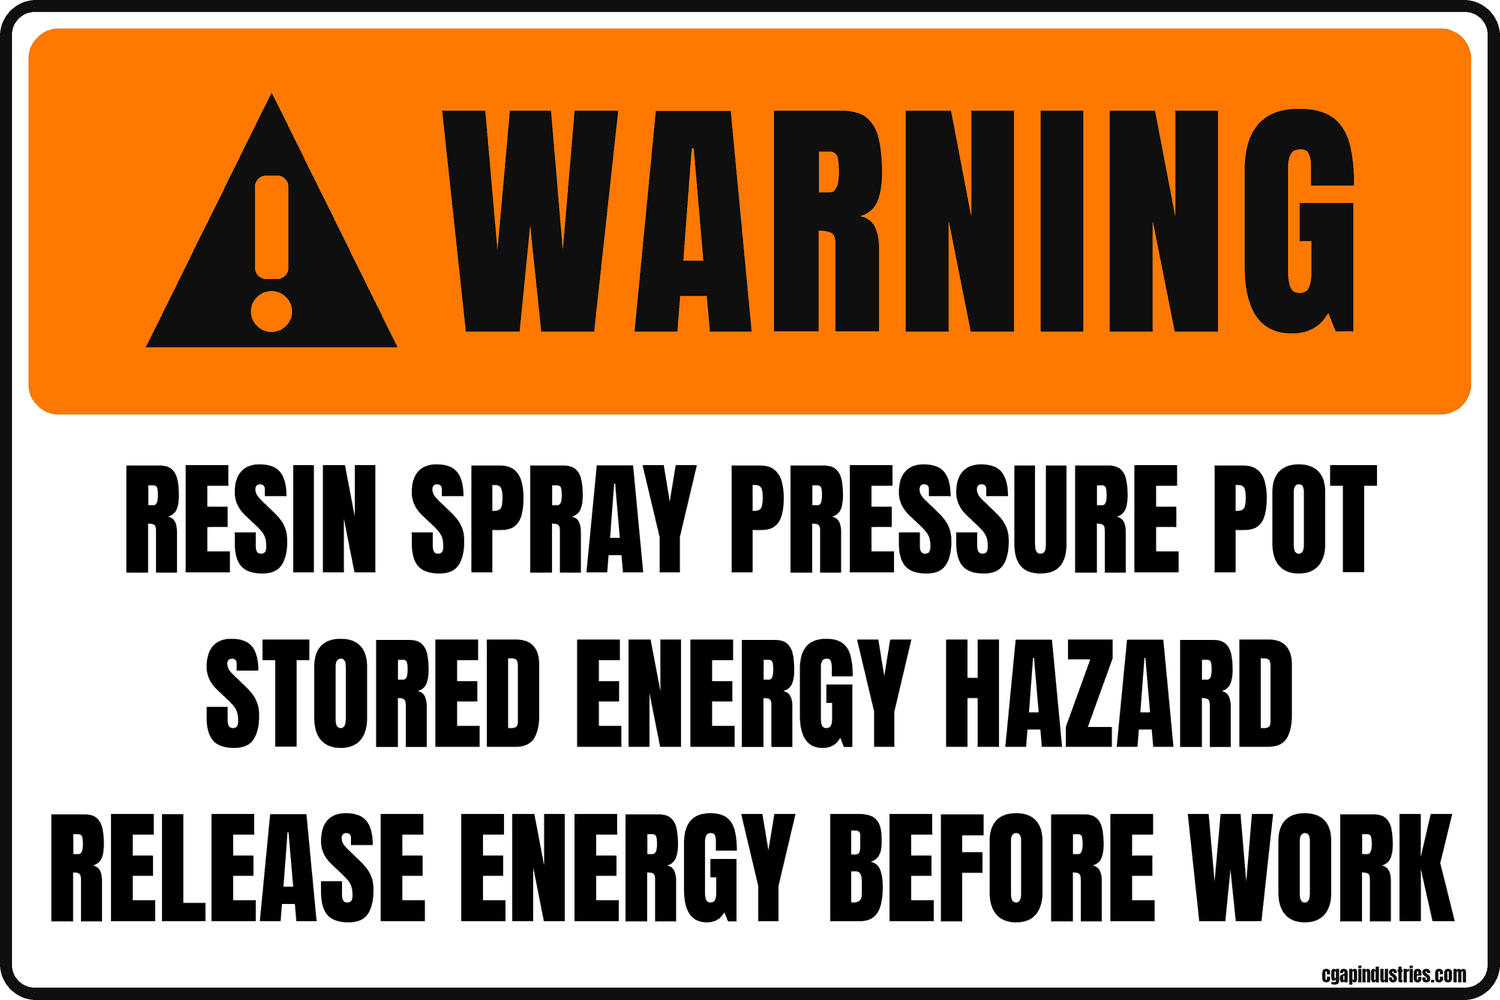 WARNING
RESIN SPRAY PRESSURE POT
STORED ENERGY HAZARD
RELEASE ENERGY BEFORE WORK
cgapindustries.com